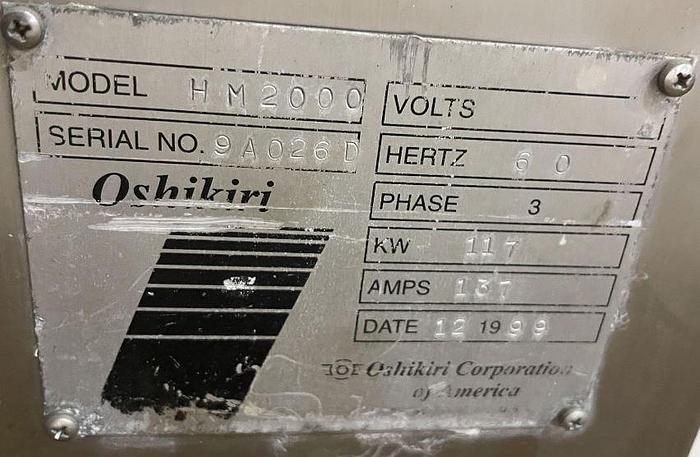 MODEL HM2000
SERIAL NO. 9A026D
Oshikiri
VOLTS
HERTZ 60
PHASE 3
KW 117
AMPS 137
DATE 12 1999
Oshikiri Corporation
of America